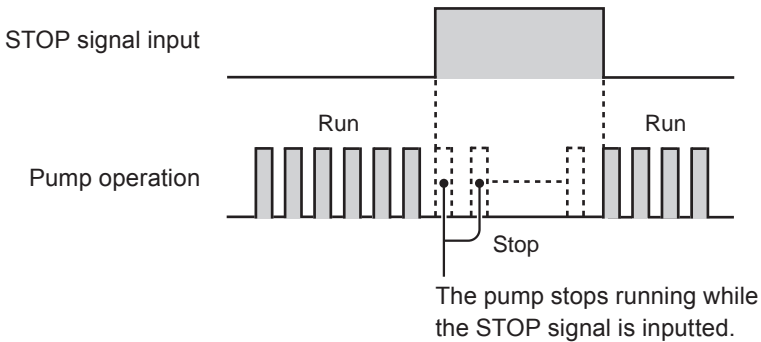 STOP signal input
Run
Run
Pump operation
Stop
The pump stops running while
the STOP signal is inputted.